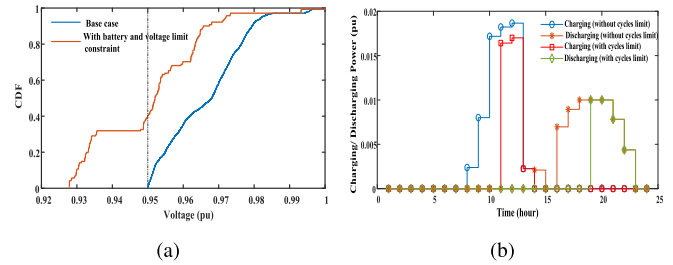 CDF
1
0.8
0.6
0.4
0.2
0
Base case
With battery and voltage limit
constraint
0.92
0.93
0.94
0.95
0.96
0.97
0.98
0.99
1
Voltage (pu)
(a)
Charging/ Discharging Power (pu)
0.02
0.015
0.01
0.005
0
Charging (without cycles limit)
Discharging (without cycles limit)
Charging (with cycles limit)
Discharging (with cycles limit)
0
5
10
15
20
25
Time (hour)
(b)